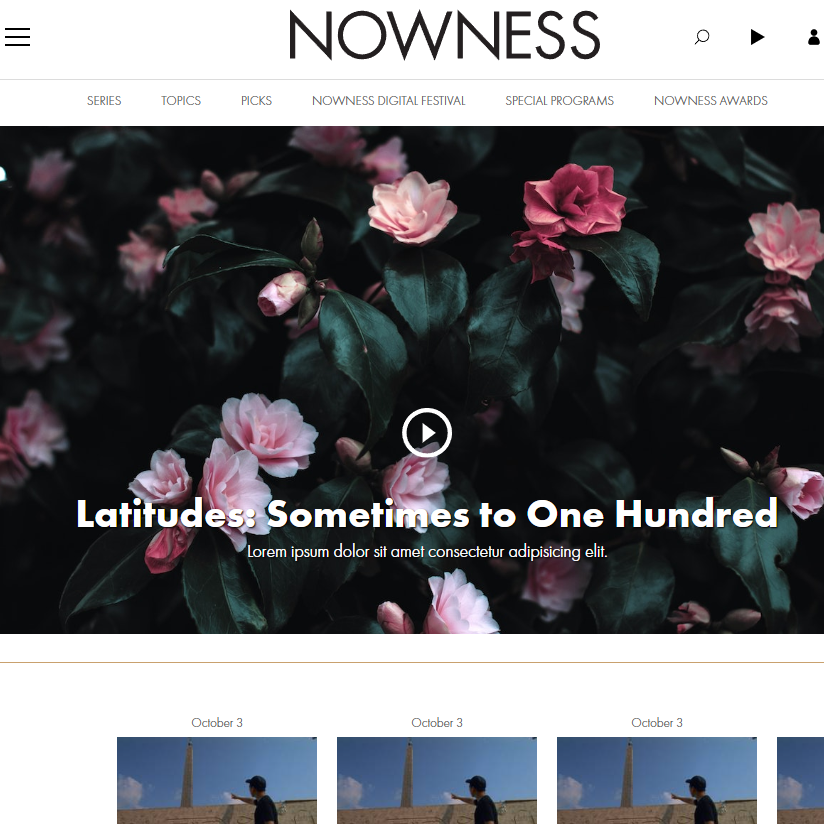 NOWNESS
SERIES TOPICS PICKS NOWNESS DIGITAL FESTIVAL SPECIAL PROGRAMS NOWNESS AWARDS
Latitudes: Sometimes to One Hundred
Lorem ipsum dolor sit amet consectetur adipisicing elit.
October 3 October 3 October 3